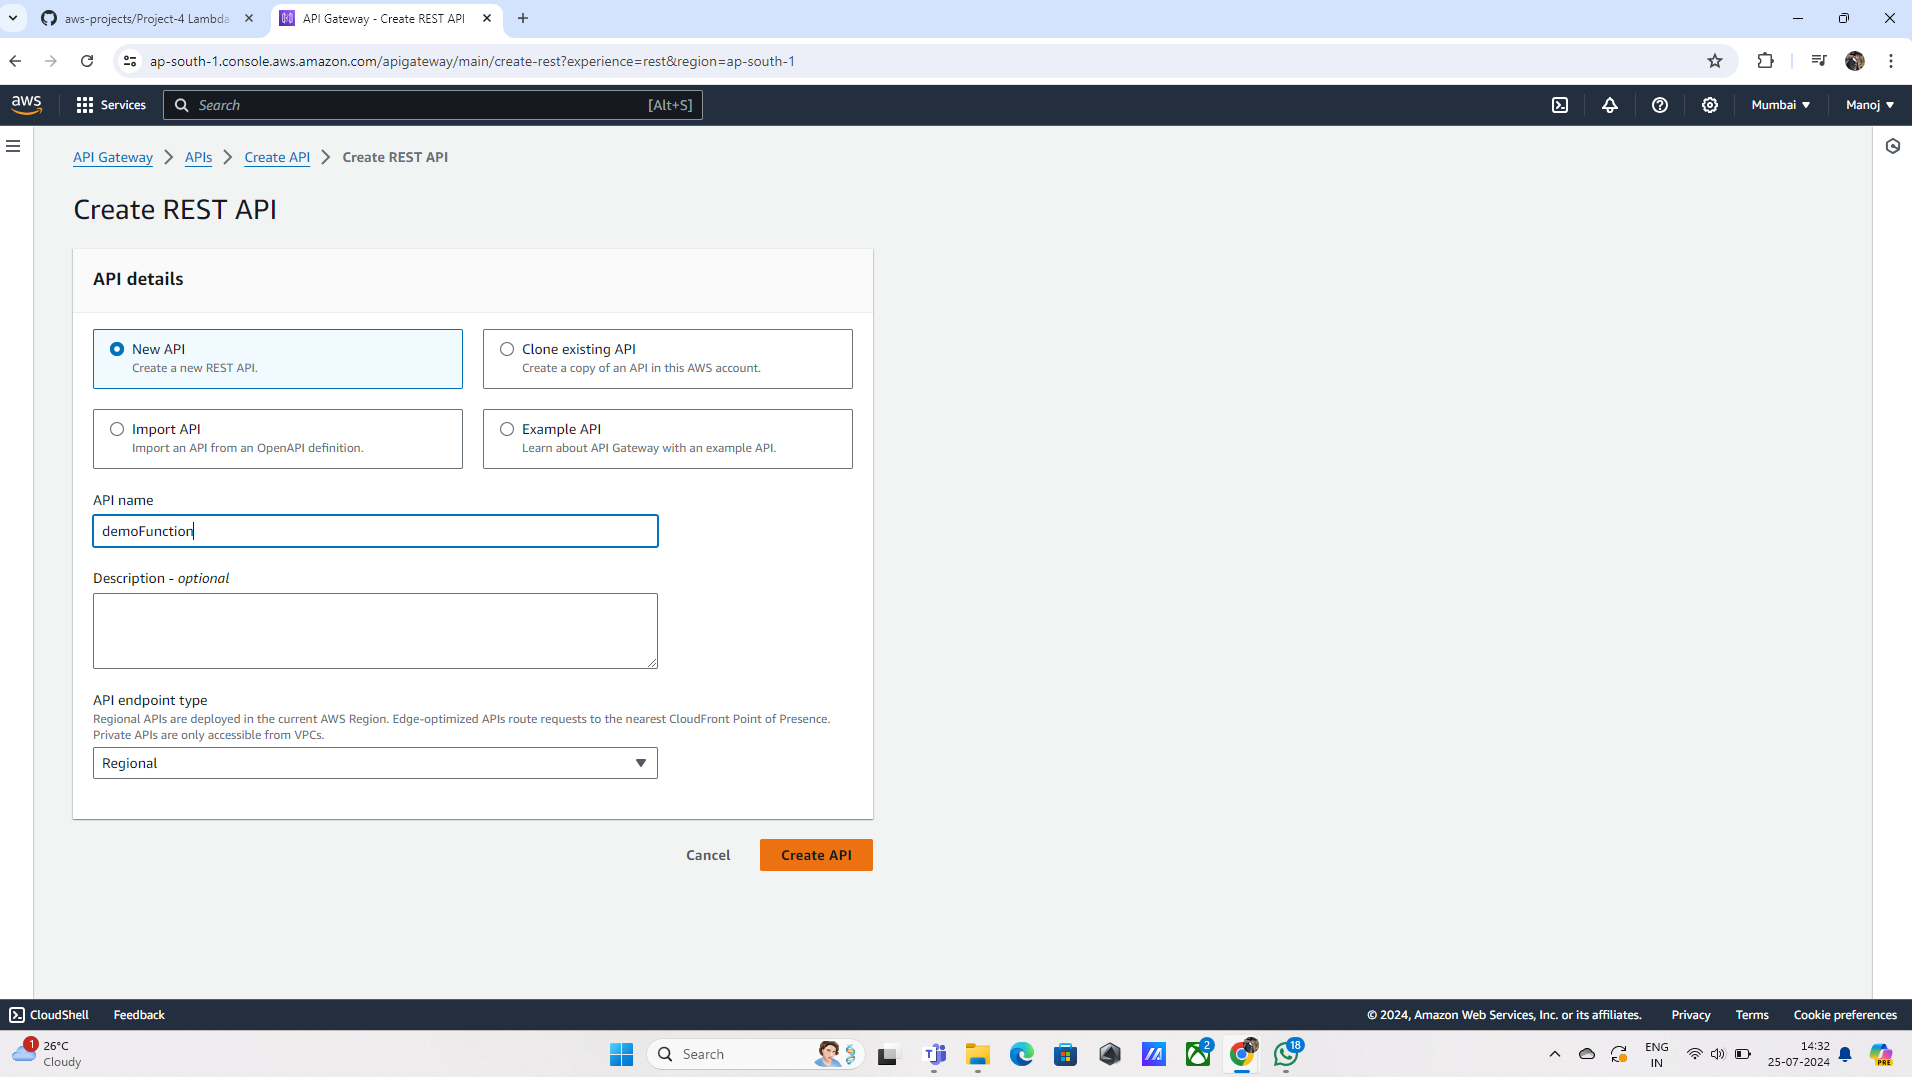 aws-projects/Project-4 Lambda
API Gateway - Create REST API
ap-south-1.console.aws.amazon.com/apigateway/main/create-rest?experience=rest&region=ap-south-1
aws
Services
Search
[Alt+S]
Mumbai
Manoj
API Gateway
APIs
Create API
Create REST API
Create REST API
API details
New API
Create a new REST API.
Clone existing API
Create a copy of an API in this AWS account.
Import API
Import an API from an OpenAPI definition.
Example API
Learn about API Gateway with an example API.
API name
demoFunction
Description - optional
API endpoint type
Regional APIs are deployed in the current AWS Region. Edge-optimized APIs route requests to the nearest CloudFront Point of Presence.
Private APIs are only accessible from VPCs.
Regional
Cancel
Create API
CloudShell
Feedback
© 2024, Amazon Web Services, Inc. or its affiliates.
Privacy
Terms
Cookie preferences
1
26°C
Cloudy
Search
2
18
ENG
IN
14:32
25-07-2024
PRE